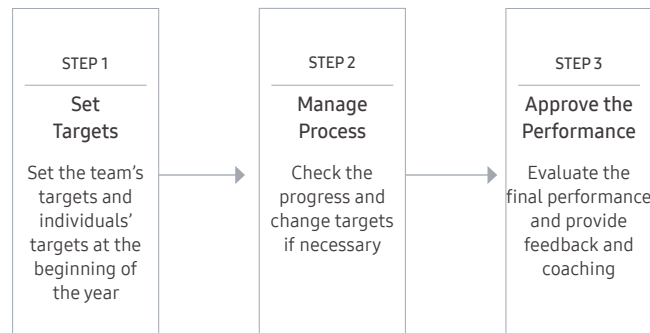 STEP 1
Set
Targets
Set the team’s
targets and
individuals’
targets at the
beginning of
the year
STEP 2
Manage
Process
Check the
progress and
change targets
if necessary
STEP 3
Approve the
Performance
Evaluate the
final performance
and provide
feedback and
coaching